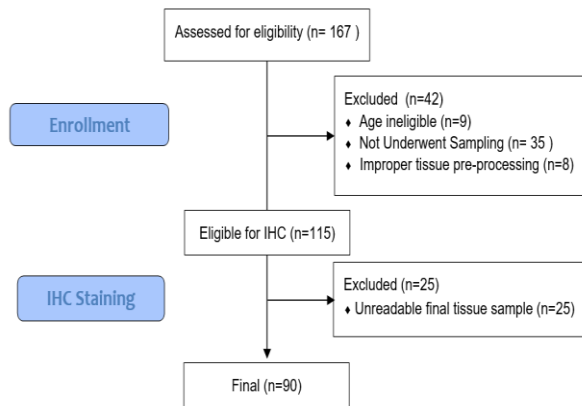 Assessed for eligibility (n= 167 )
Enrollment
Excluded (n=42)
♦ Age ineligible (n=9)
♦ Not Underwent Sampling (n= 35 )
♦ Improper tissue pre-processing (n=8)
Eligible for IHC (n=115)
IHC Staining
Excluded (n=25)
♦ Unreadable final tissue sample (n=25)
Final (n=90)